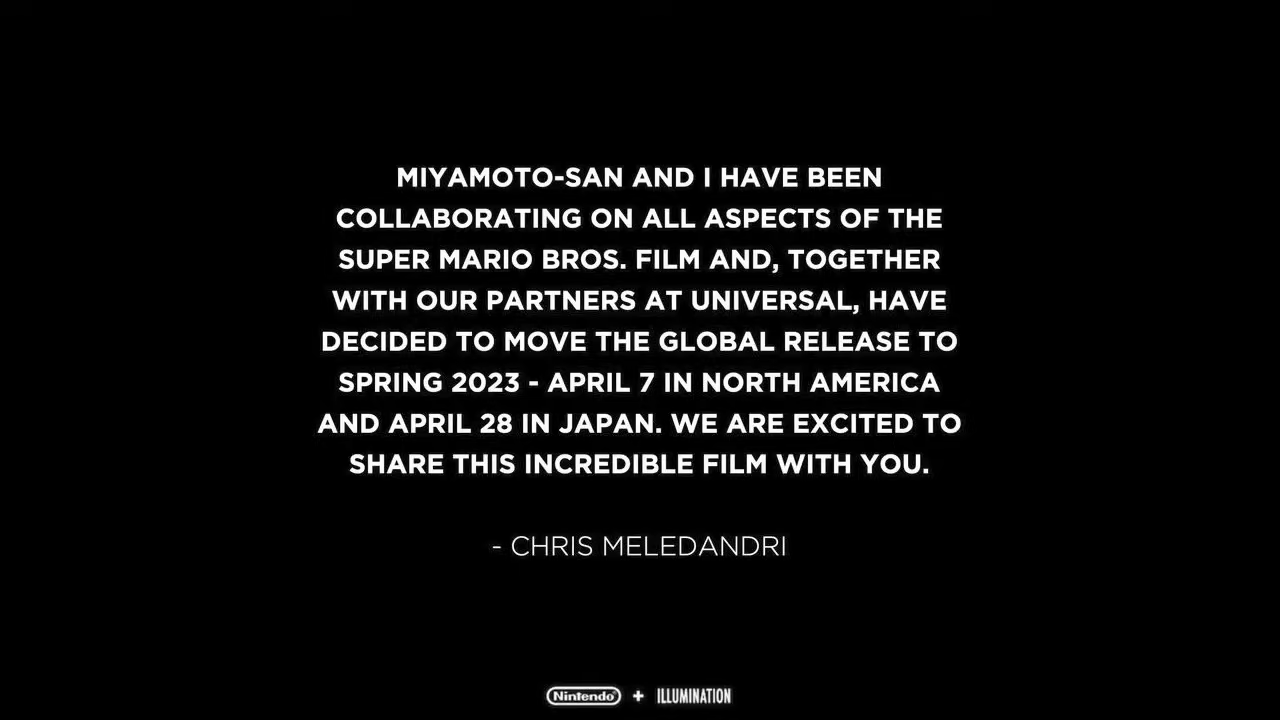 MIYAMOTO-SAN AND I HAVE BEEN
COLLABORATING ON ALL ASPECTS OF THE
SUPER MARIO BROS. FILM AND, TOGETHER
WITH OUR PARTNERS AT UNIVERSAL, HAVE
DECIDED TO MOVE THE GLOBAL RELEASE TO
SPRING 2023 - APRIL 7 IN NORTH AMERICA
AND APRIL 28 IN JAPAN. WE ARE EXCITED TO
SHARE THIS INCREDIBLE FILM WITH YOU.
- CHRIS MELEDANDRI
Nintendo + ILLUMINATION